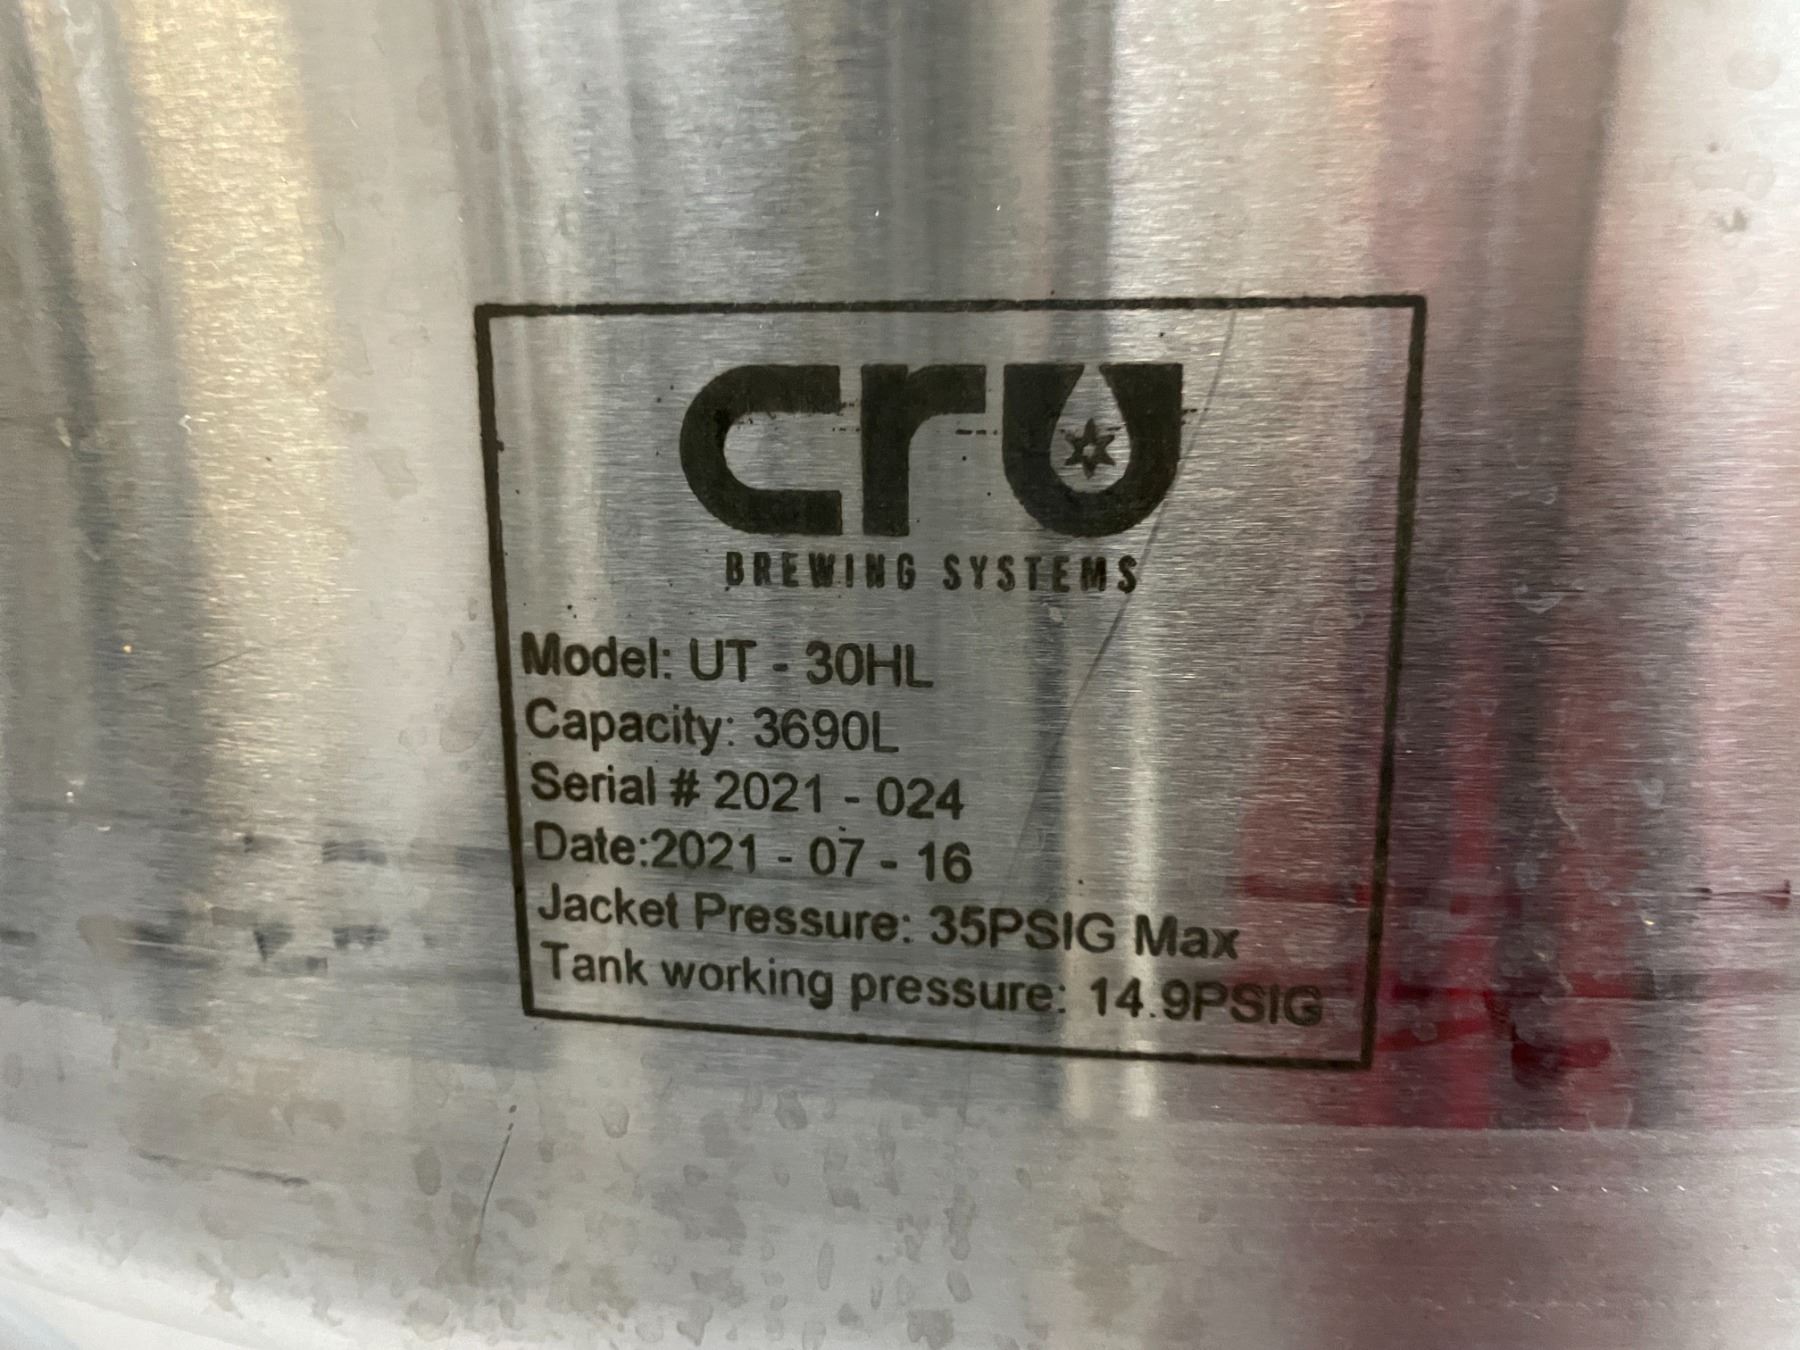 cru
BREWING SYSTEMS
Model: UT - 30HL
Capacity: 3690L
Serial # 2021 - 024
Date:2021 - 07 - 16
Jacket Pressure: 35PSIG Max
Tank working pressure: 14.9PSIG